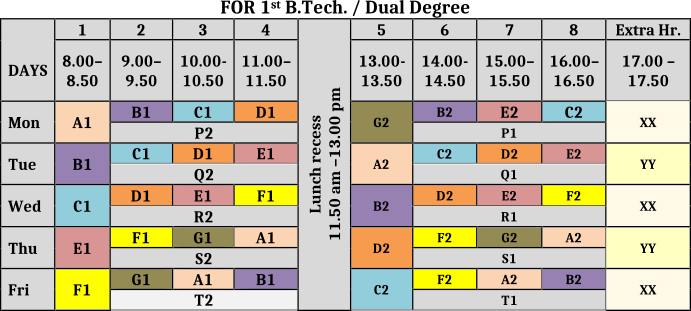 FOR 1st B.Tech. / Dual Degree
DAYS 1 2 3 4 Lunch recess 11.50 am –13.00 pm 5 6 7 8 Extra Hr.
8.00–8.50 9.00–9.50 10.00-10.50 11.00–11.50 13.00-13.50 14.00-14.50 15.00–15.50 16.00–16.50 17.00 –17.50
Mon A1 B1 C1 D1 G2 B2 E2 C2 XX
P2 P1
Tue B1 C1 D1 E1 A2 C2 D2 E2 YY
Q2 Q1
Wed C1 D1 E1 F1 B2 D2 E2 F2 XX
R2 R1
Thu E1 F1 G1 A1 D2 F2 G2 A2 YY
S2 S1
Fri F1 G1 A1 B1 C2 F2 A2 B2 XX
T2 T1